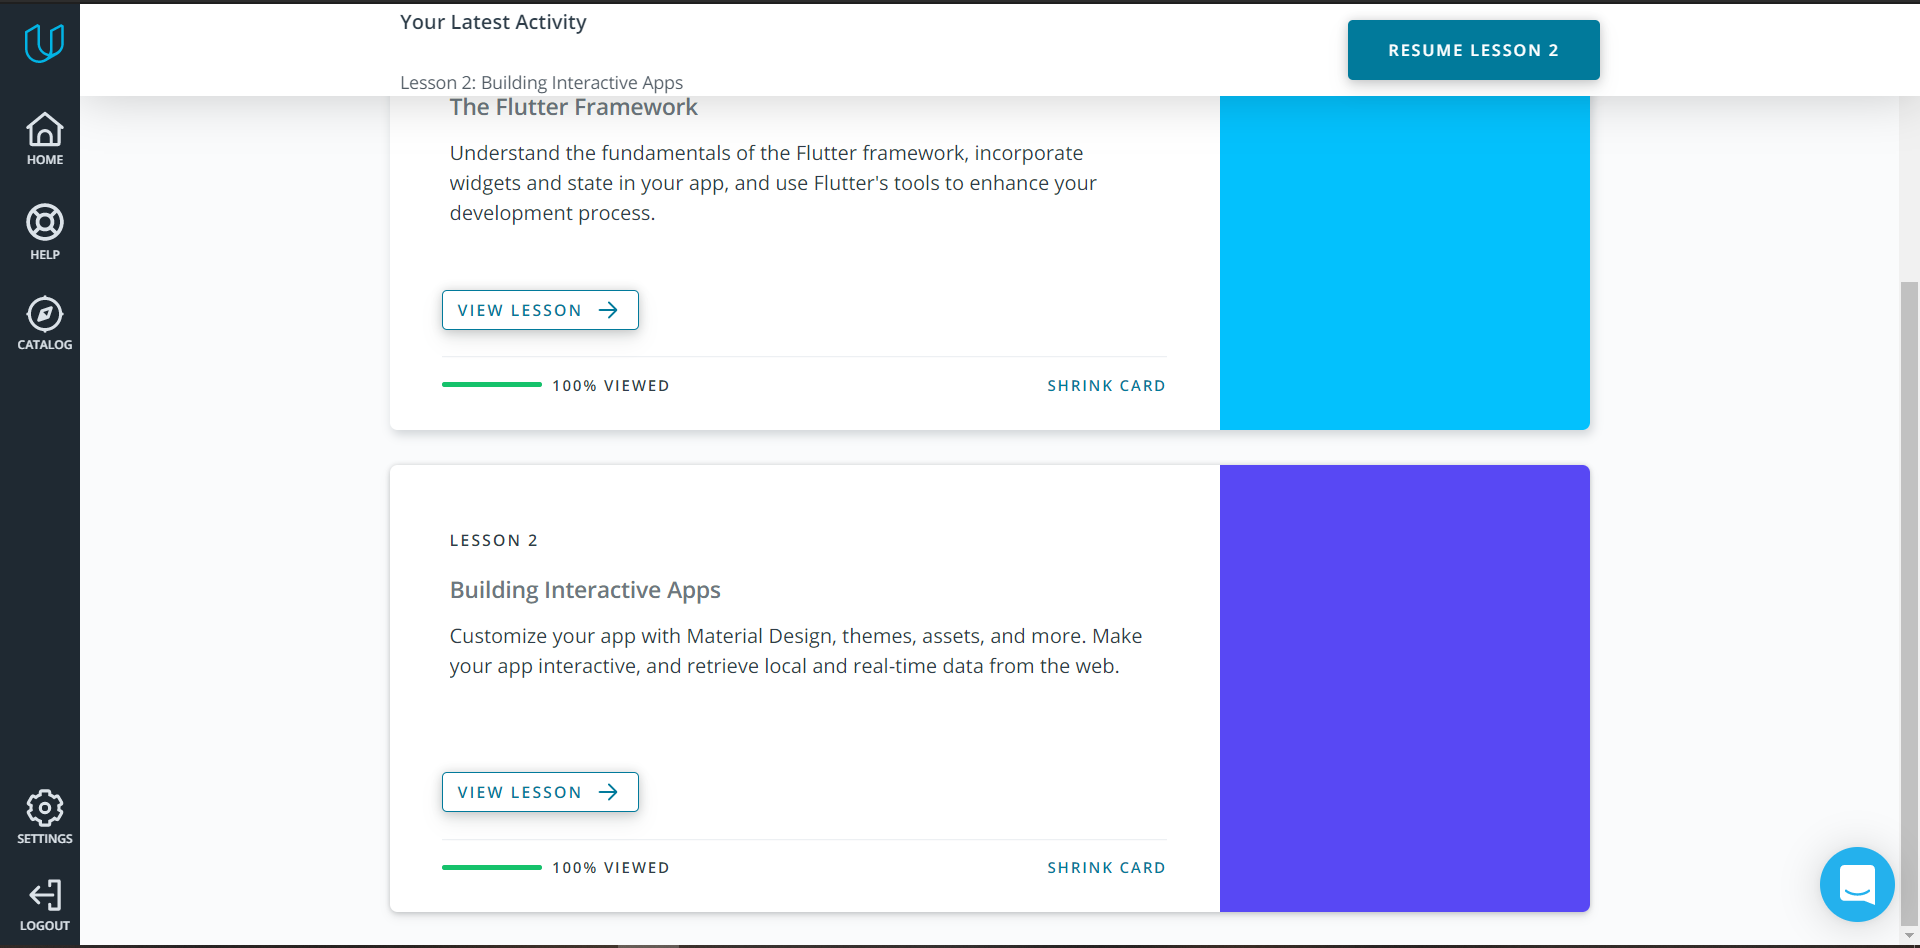 Your Latest Activity
RESUME LESSON 2
Lesson 2: Building Interactive Apps
HOME
HELP
CATALOG
SETTINGS
LOGOUT
The Flutter Framework
Understand the fundamentals of the Flutter framework, incorporate
widgets and state in your app, and use Flutter's tools to enhance your
development process.
VIEW LESSON
100% VIEWED
SHRINK CARD
LESSON 2
Building Interactive Apps
Customize your app with Material Design, themes, assets, and more. Make
your app interactive, and retrieve local and real-time data from the web.
VIEW LESSON
100% VIEWED
SHRINK CARD